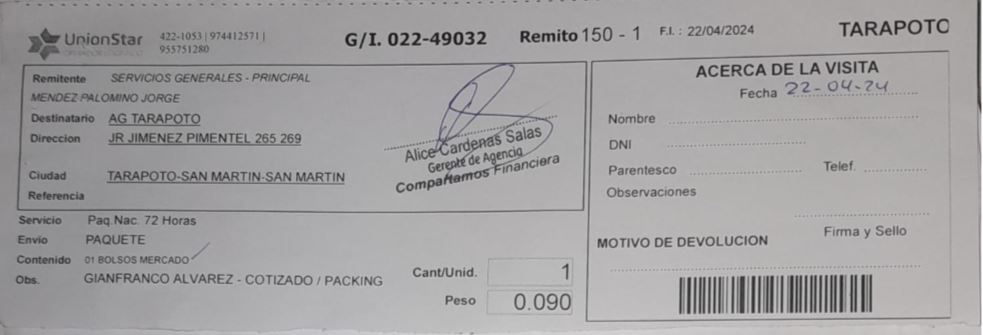 UnionStar
422-1053 | 974412571 |
955751280
G/I. 022-49032
Remito 150 - 1
F.I. : 22/04/2024
TARAPOTO
Remitente SERVICIOS GENERALES - PRINCIPAL
MENDEZ PALOMINO JORGE
Destinatario AG TARAPOTO
Direccion JR JIMENEZ PIMENTEL 265 269
Ciudad TARAPOTO-SAN MARTIN-SAN MARTIN
Referencia
Alice Cardenas Salas
Gerente de Agencia
Compartamos Financiera
Servicio Paq.Nac. 72 Horas
Envio PAQUETE
Contenido 01 BOLSOS MERCADO
Obs. GIANFRANCO ALVAREZ - COTIZADO / PACKING
Cant/Unid. 1
Peso 0.090
ACERCA DE LA VISITA
Fecha 22-04-24
Nombre
DNI
Parentesco Telef.
Observaciones
Firma y Sello
MOTIVO DE DEVOLUCION